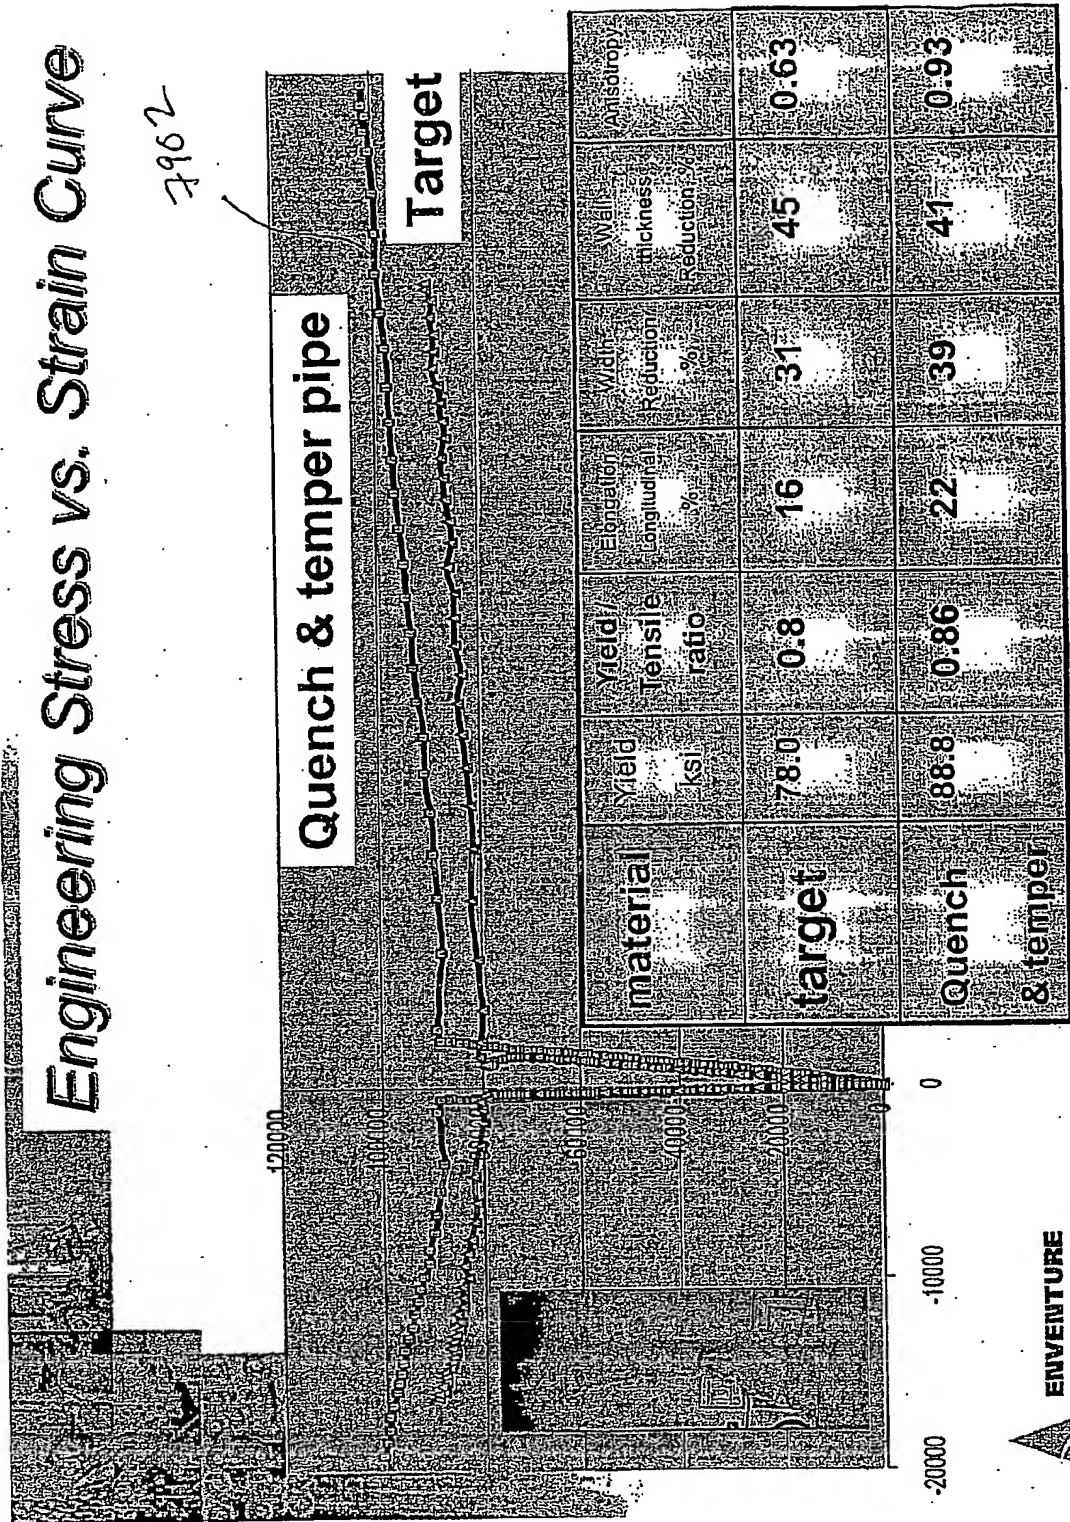 Engineering Stress vs. Strain Curve
7962
Quench & temper pipe
Target
120000
60000
40000
20000
0
-20000
-10000
0
material
Yield ksi
Yield/ Tensile ratio
Elongation Longitudinal %
Width Reduction %
Wall thickness Reduction %
Anisotropy
target
78.0
0.8
16
31
45
0.63
Quench & temper
88.8
0.86
22
39
41
0.93
ENVENTURE